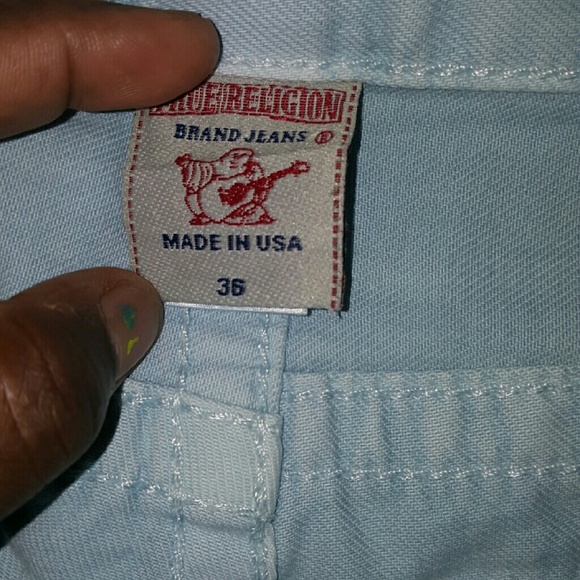 TRUE RELIGION
BRAND JEANS ®
MADE IN USA
36